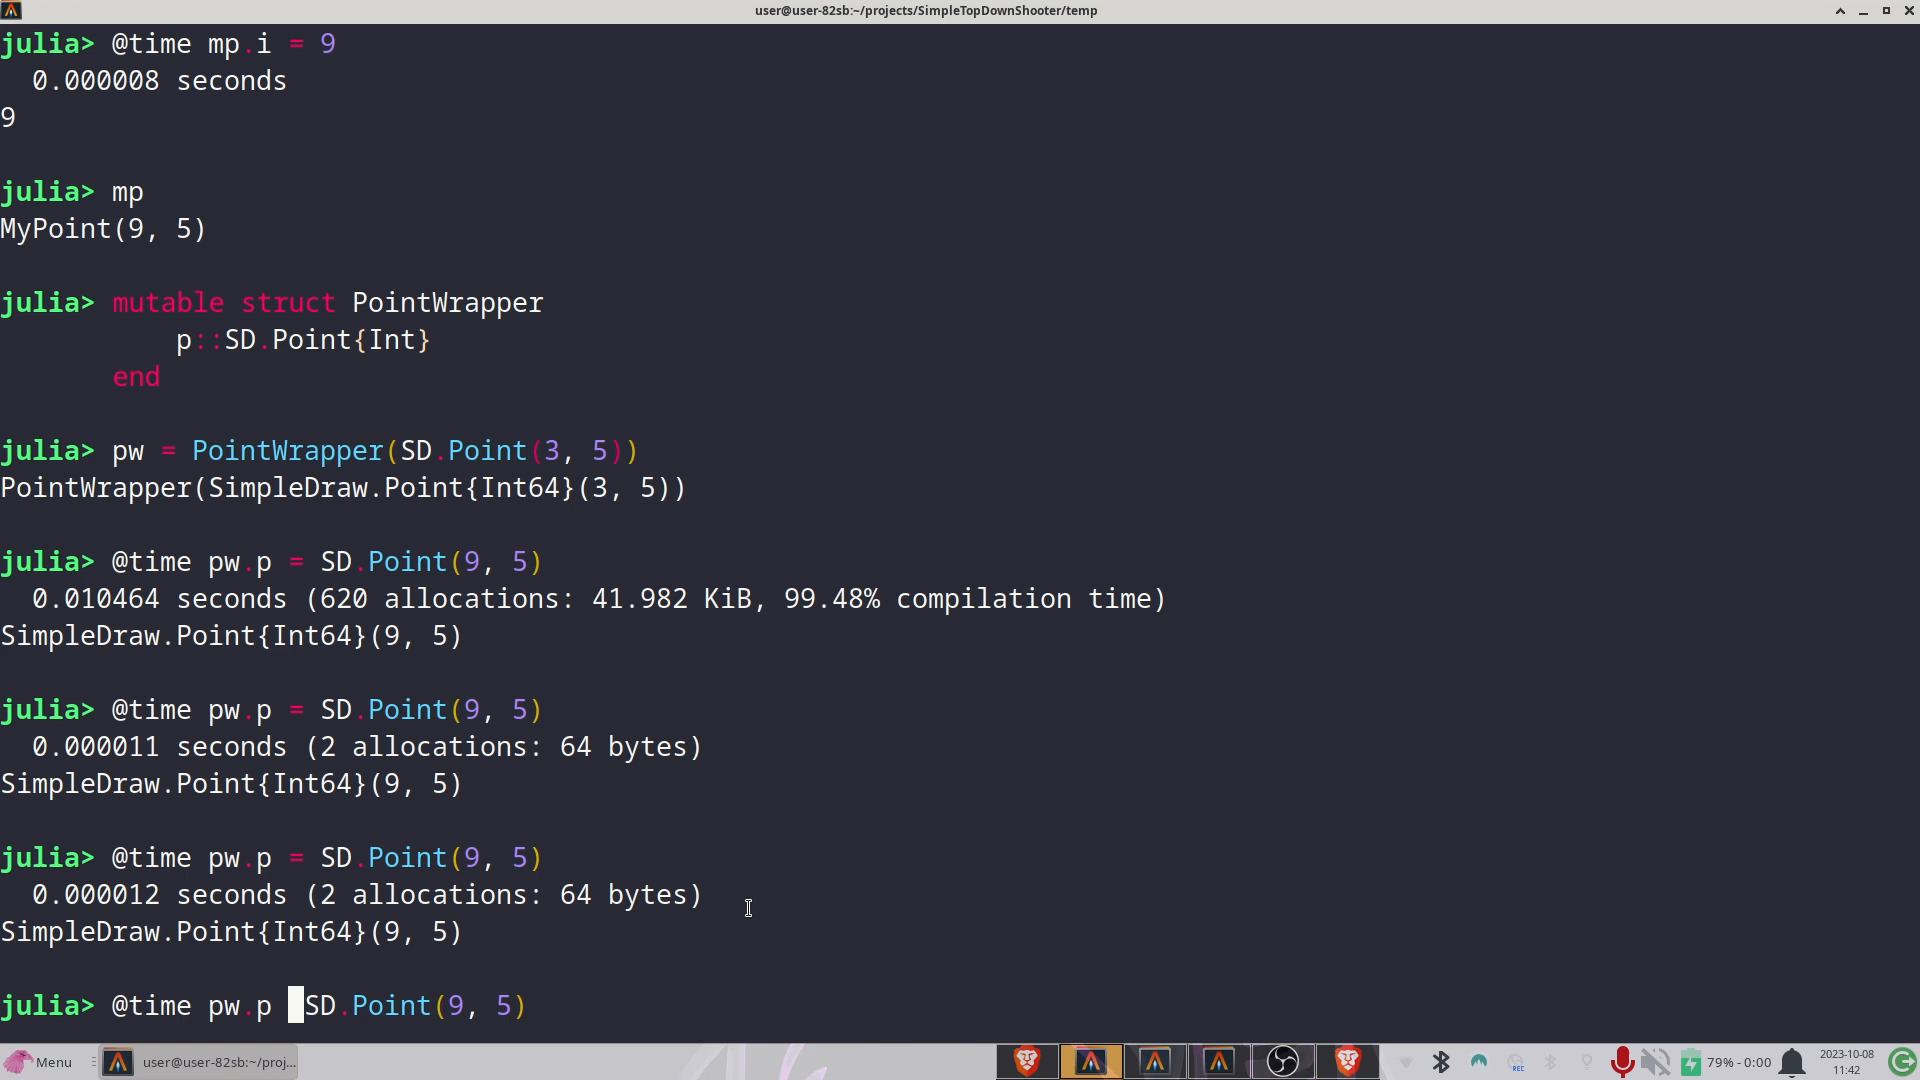 user@user-82sb:~/projects/SimpleTopDownShooter/temp
julia> @time mp.i = 9
  0.000008 seconds
9
julia> mp
MyPoint(9, 5)
julia> mutable struct PointWrapper
           p::SD.Point{Int}
       end
julia> pw = PointWrapper(SD.Point(3, 5))
PointWrapper(SimpleDraw.Point{Int64}(3, 5))
julia> @time pw.p = SD.Point(9, 5)
  0.010464 seconds (620 allocations: 41.982 KiB, 99.48% compilation time)
SimpleDraw.Point{Int64}(9, 5)
julia> @time pw.p = SD.Point(9, 5)
  0.000011 seconds (2 allocations: 64 bytes)
SimpleDraw.Point{Int64}(9, 5)
julia> @time pw.p = SD.Point(9, 5)
  0.000012 seconds (2 allocations: 64 bytes)
SimpleDraw.Point{Int64}(9, 5)
julia> @time pw.p SD.Point(9, 5)
Menu user@user-82sb:~/proj... REC 79% - 0:00 2023-10-08
11:42